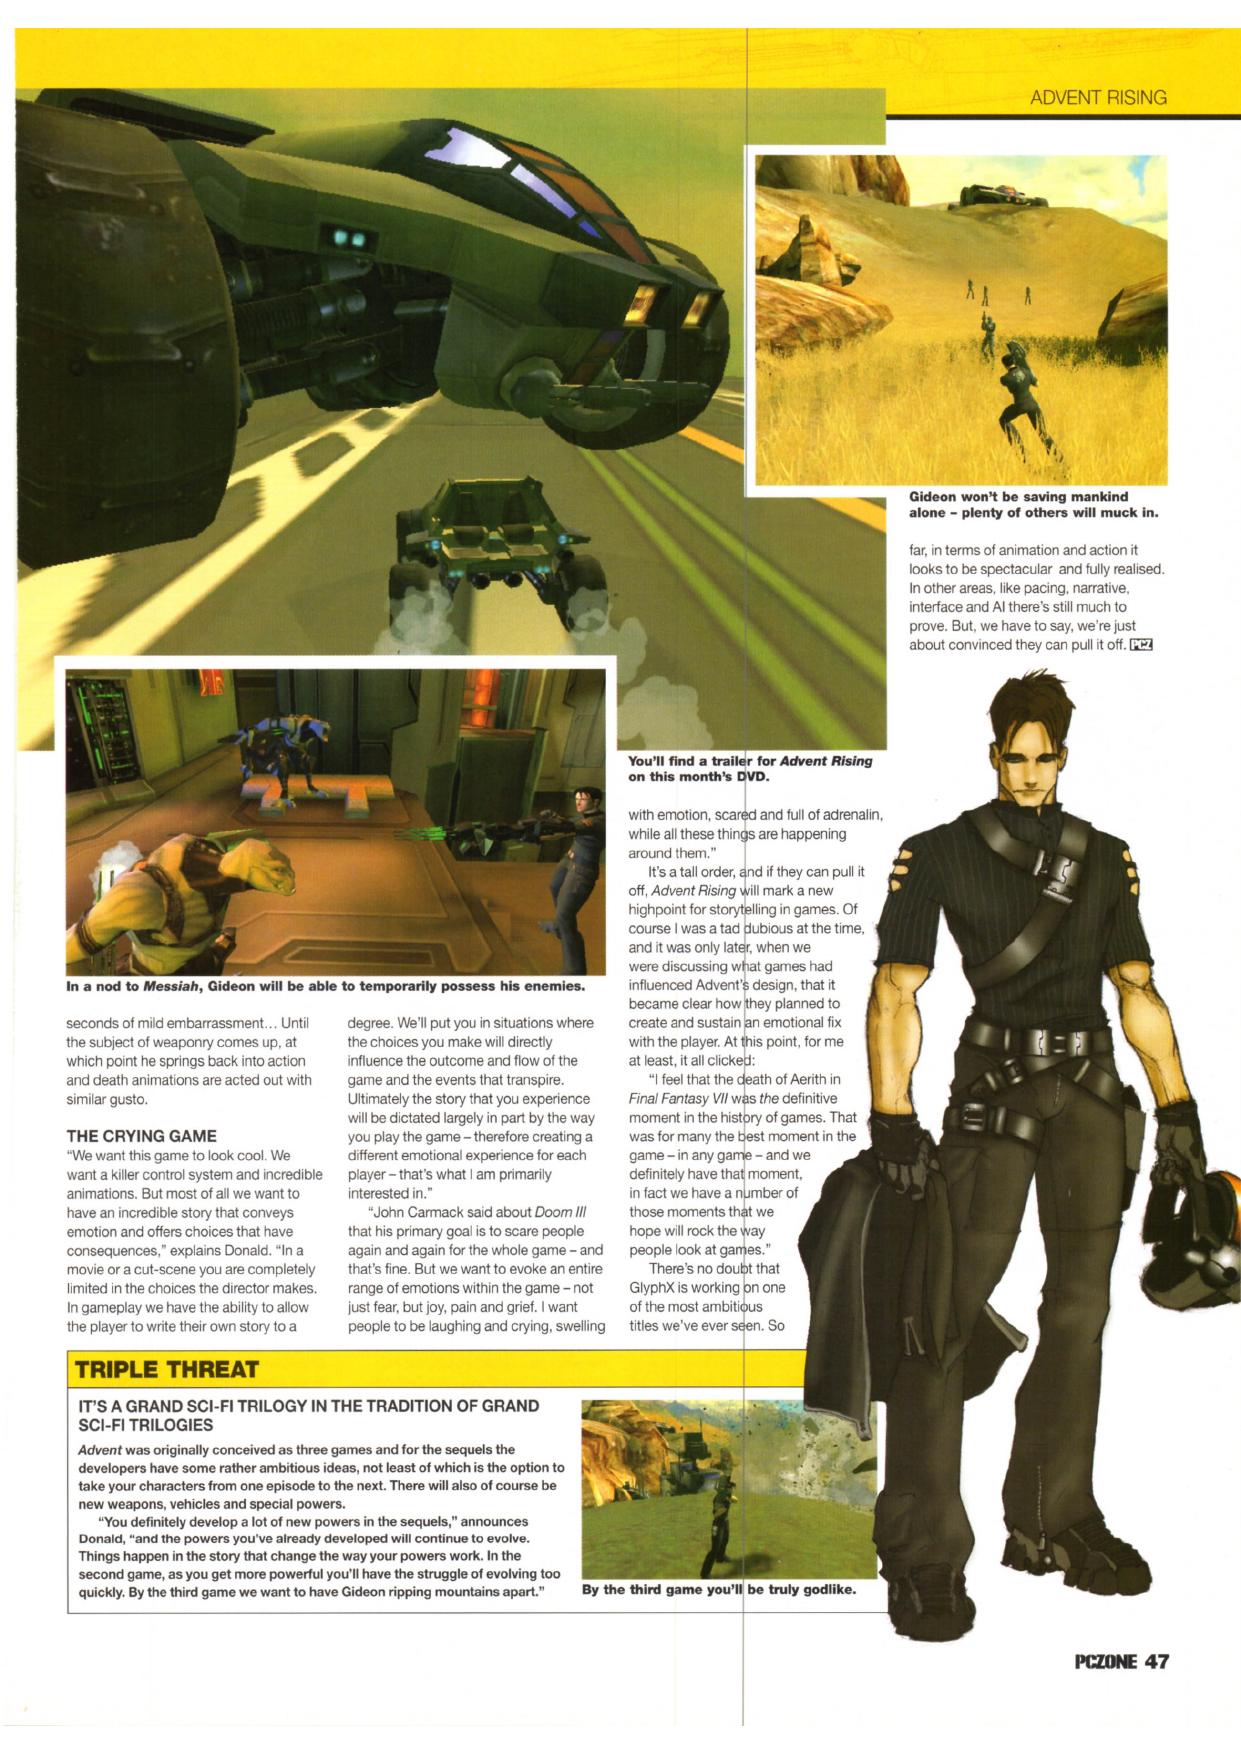 ADVENT RISING
Gideon won't be saving mankind
alone – plenty of others will muck in.
You'll find a trailer for Advent Rising
on this month's DVD.
In a nod to Messiah, Gideon will be able to temporarily possess his enemies.
seconds of mild embarrassment... Until
the subject of weaponry comes up, at
which point he springs back into action
and death animations are acted out with
similar gusto.
THE CRYING GAME
“We want this game to look cool. We
want a killer control system and incredible
animations. But most of all we want to
have an incredible story that conveys
emotion and offers choices that have
consequences,” explains Donald. “In a
movie or a cut-scene you are completely
limited in the choices the director makes.
In gameplay we have the ability to allow
the player to write their own story to a
degree. We'll put you in situations where
the choices you make will directly
influence the outcome and flow of the
game and the events that transpire.
Ultimately the story that you experience
will be dictated largely in part by the way
you play the game – therefore creating a
different emotional experience for each
player – that's what I am primarily
interested in.”
“John Carmack said about Doom III
that his primary goal is to scare people
again and again for the whole game – and
that's fine. But we want to evoke an entire
range of emotions within the game – not
just fear, but joy, pain and grief. I want
people to be laughing and crying, swelling
with emotion, scared and full of adrenalin,
while all these things are happening
around them.”
It's a tall order, and if they can pull it
off, Advent Rising will mark a new
highpoint for storytelling in games. Of
course I was a tad dubious at the time,
and it was only later, when we
were discussing what games had
influenced Advent's design, that it
became clear how they planned to
create and sustain an emotional fix
with the player. At this point, for me
at least, it all clicked:
“I feel that the death of Aerith in
Final Fantasy VII was the definitive
moment in the history of games. That
was for many the best moment in the
game – in any game – and we
definitely have that moment,
in fact we have a number of
those moments that we
hope will rock the way
people look at games.”
There's no doubt that
GlyphX is working on one
of the most ambitious
titles we've ever seen. So
far, in terms of animation and action it
looks to be spectacular and fully realised.
In other areas, like pacing, narrative,
interface and AI there's still much to
prove. But, we have to say, we're just
about convinced they can pull it off. PCZ
TRIPLE THREAT
IT'S A GRAND SCI-FI TRILOGY IN THE TRADITION OF GRAND
SCI-FI TRILOGIES
Advent was originally conceived as three games and for the sequels the
developers have some rather ambitious ideas, not least of which is the option to
take your characters from one episode to the next. There will also of course be
new weapons, vehicles and special powers.
“You definitely develop a lot of new powers in the sequels,” announces
Donald, “and the powers you've already developed will continue to evolve.
Things happen in the story that change the way your powers work. In the
second game, as you get more powerful you'll have the struggle of evolving too
quickly. By the third game we want to have Gideon ripping mountains apart.”
By the third game you'll be truly godlike.
PCZONE 47